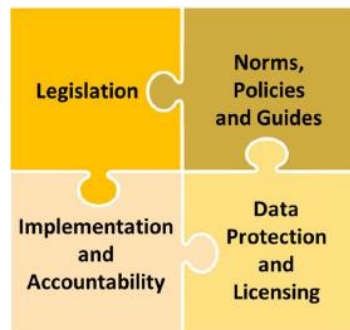 Legislation
Norms,
Policies
and Guides
Implementation
and
Accountability
Data
Protection
and
Licensing